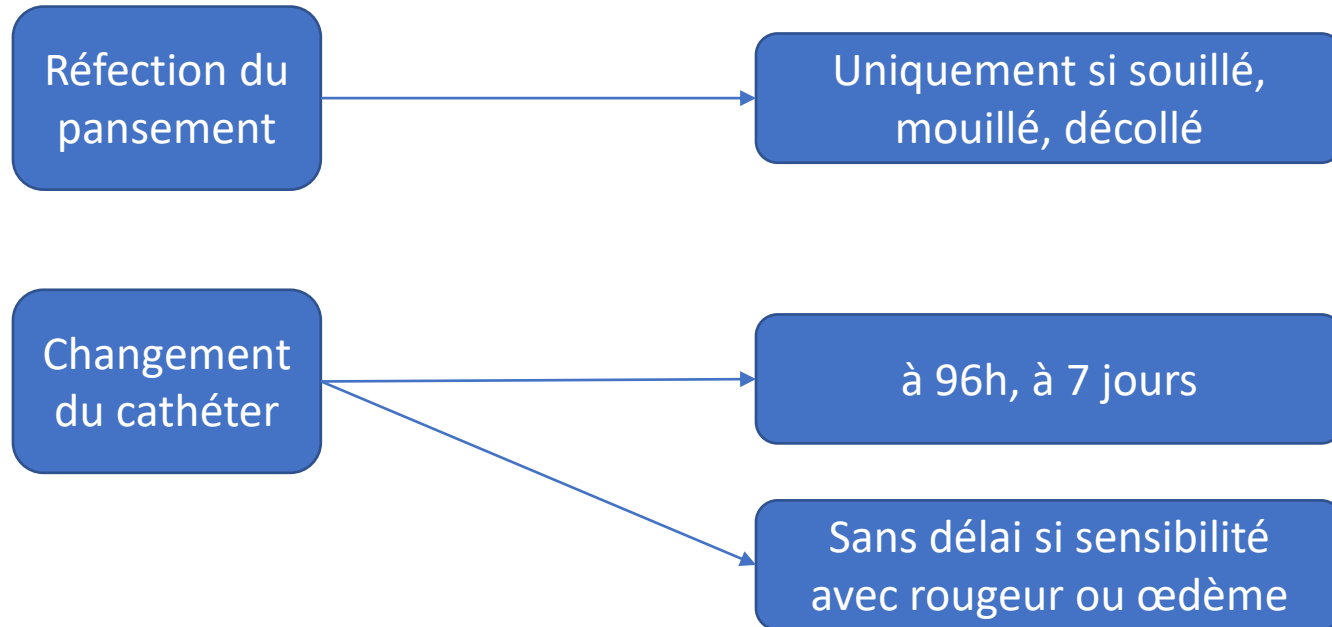 Réfection du
pansement
Uniquement si souillé,
mouillé, décollé
Changement
du cathéter
à 96h, à 7 jours
Sans délai si sensibilité
avec rougeur ou œdème